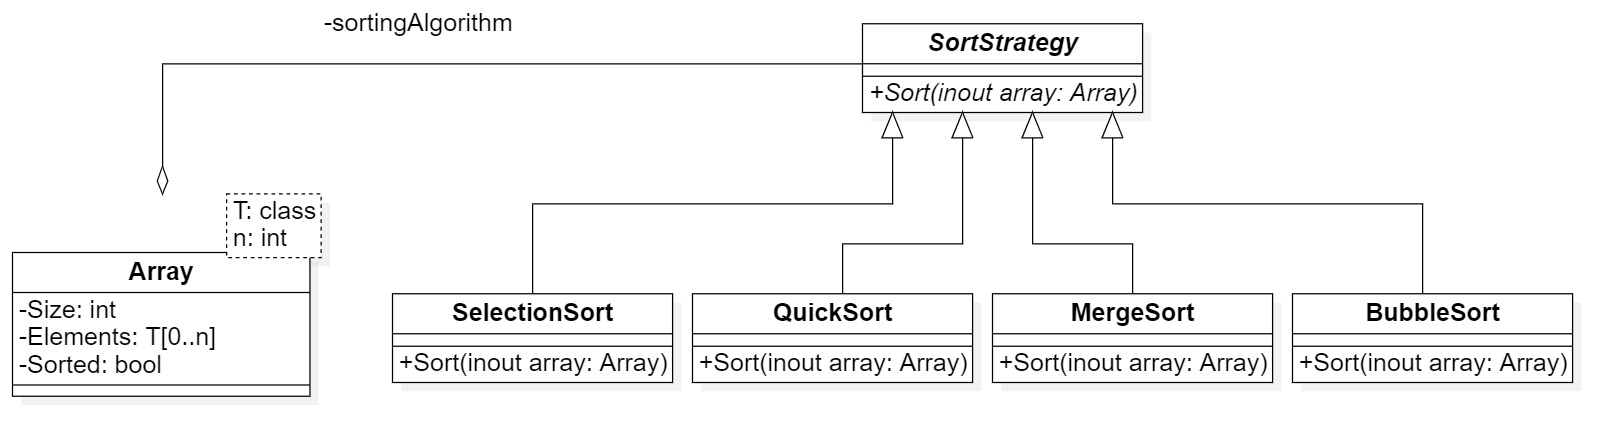 -sortingAlgorithm
SortStrategy
+Sort(inout array: Array)
T: class
n: int
Array
-Size: int
-Elements: T[0..n]
-Sorted: bool
SelectionSort
+Sort(inout array: Array)
QuickSort
+Sort(inout array: Array)
MergeSort
+Sort(inout array: Array)
BubbleSort
+Sort(inout array: Array)